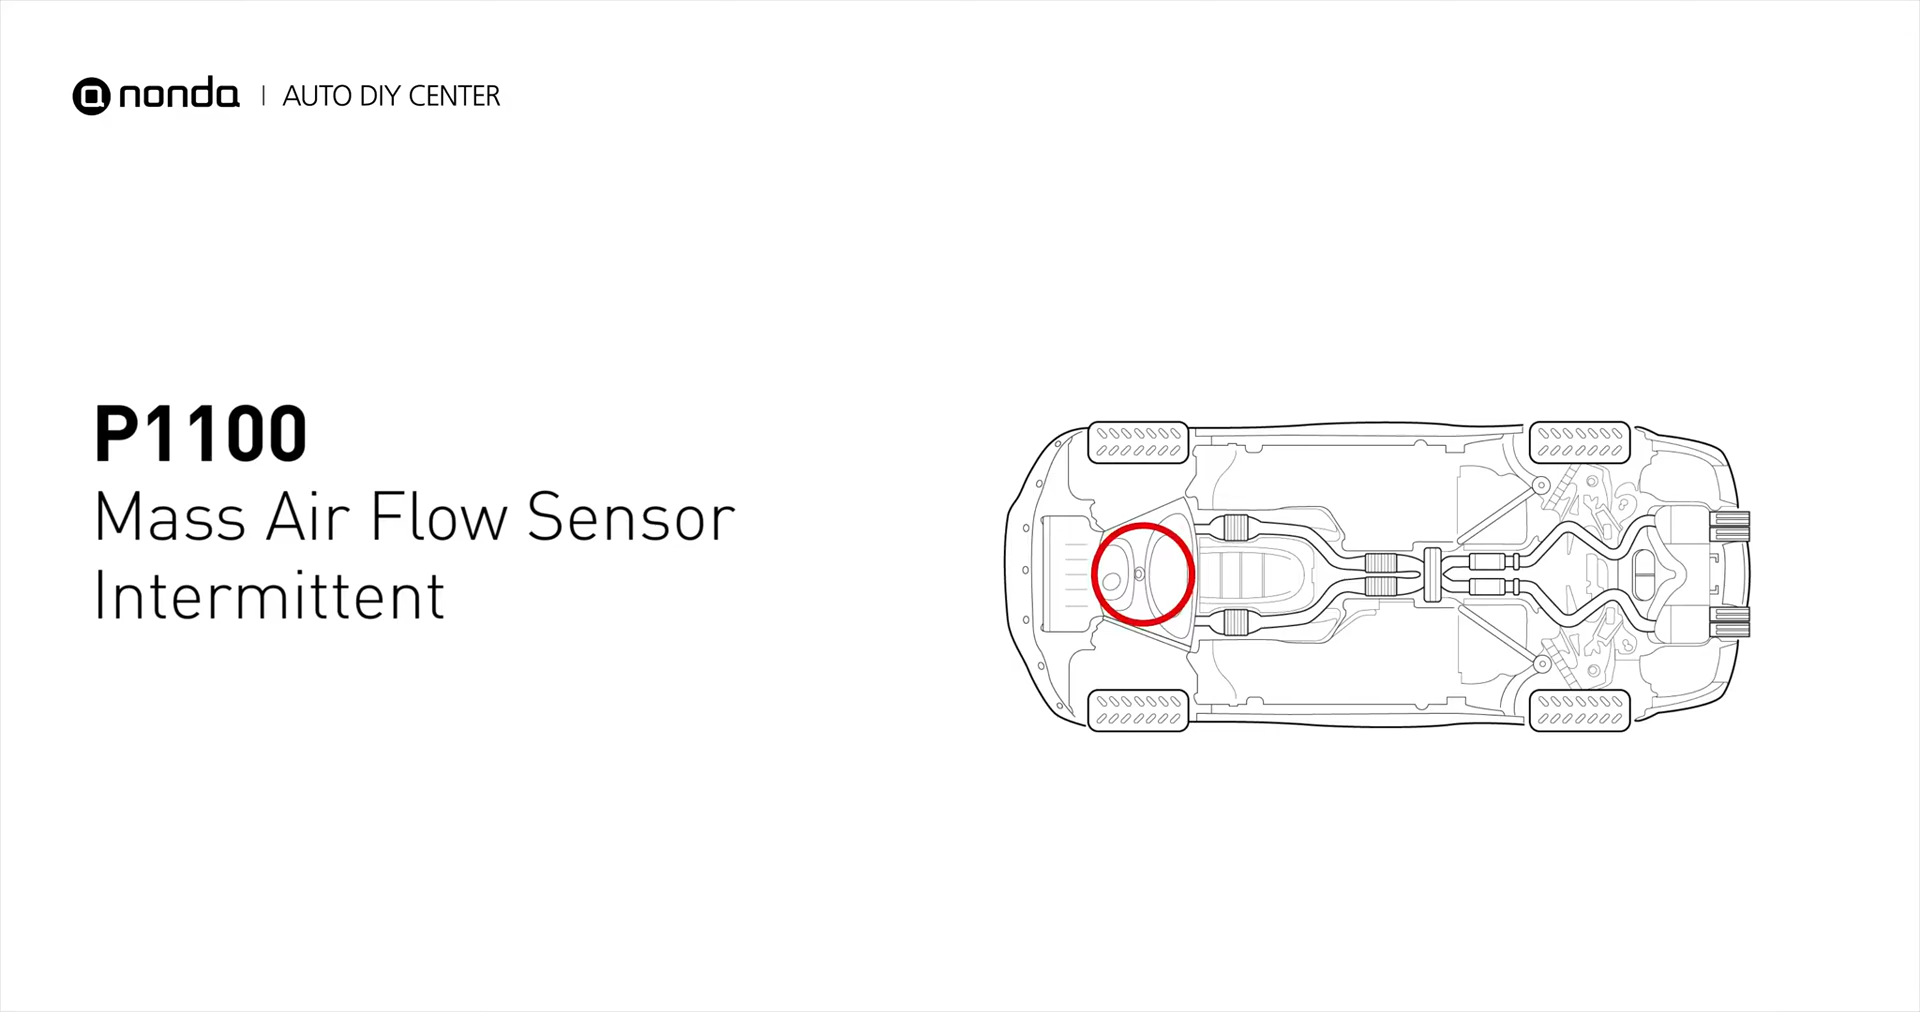 nonda | AUTO DIY CENTER
P1100
Mass Air Flow Sensor
Intermittent